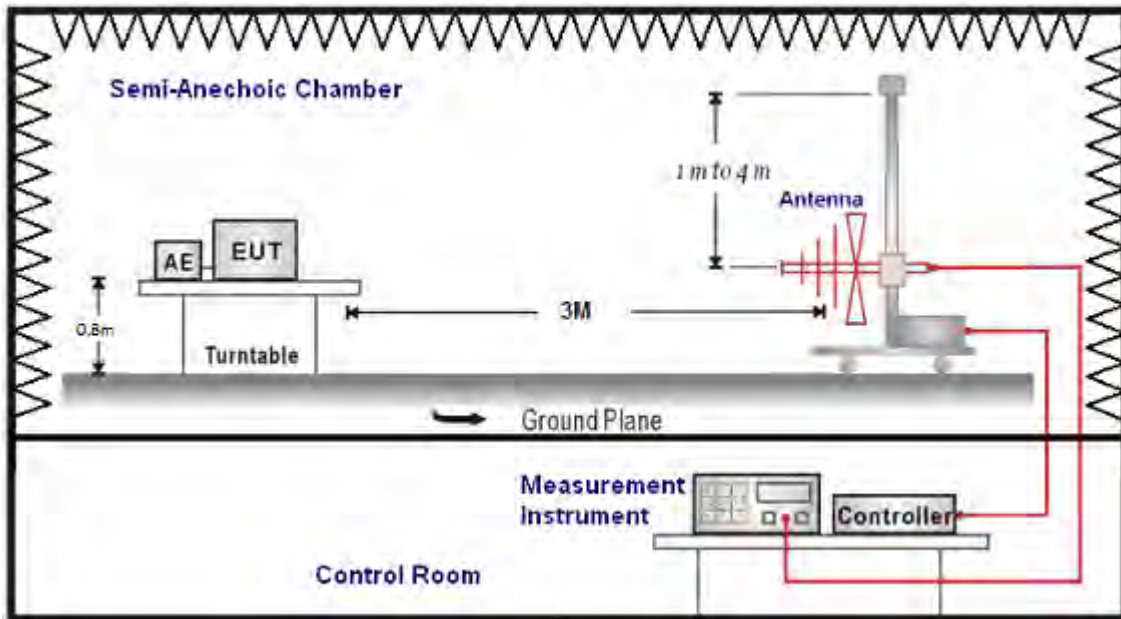 Semi-Anechoic Chamber
1 m to 4 m
Antenna
AE
EUT
3M
0.8m
Turntable
Ground Plane
Measurement
Instrument
Controller
Control Room